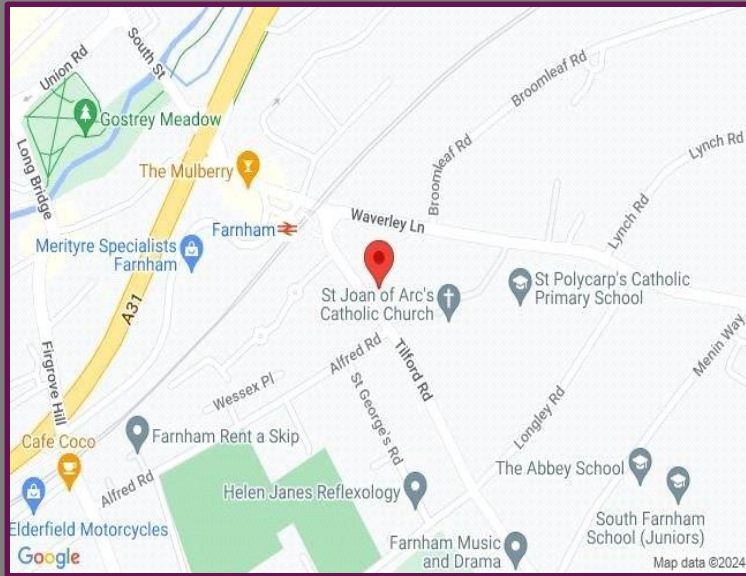 Union Rd
South St
Gostrey Meadow
Broomleaf Rd
Lynch Rd
Long Bridge
The Mulberry
Broomleaf Rd
Lynch Rd
Waverley Ln
Farnham
Merityre Specialists
Farnham
St Polycarp's Catholic
Primary School
St Joan of Arc's
Catholic Church
A31
Menin Way
Firgrove Hill
Alfred Rd
Tilford Rd
Wessex Pl
St George's Rd
Longley Rd
Cafe Coco
Farnham Rent a Skip
The Abbey School
Alfred Rd
Helen Janes Reflexology
Elderfield Motorcycles
South Farnham
School (Juniors)
Farnham Music
and Drama
Google
Map data ©2024